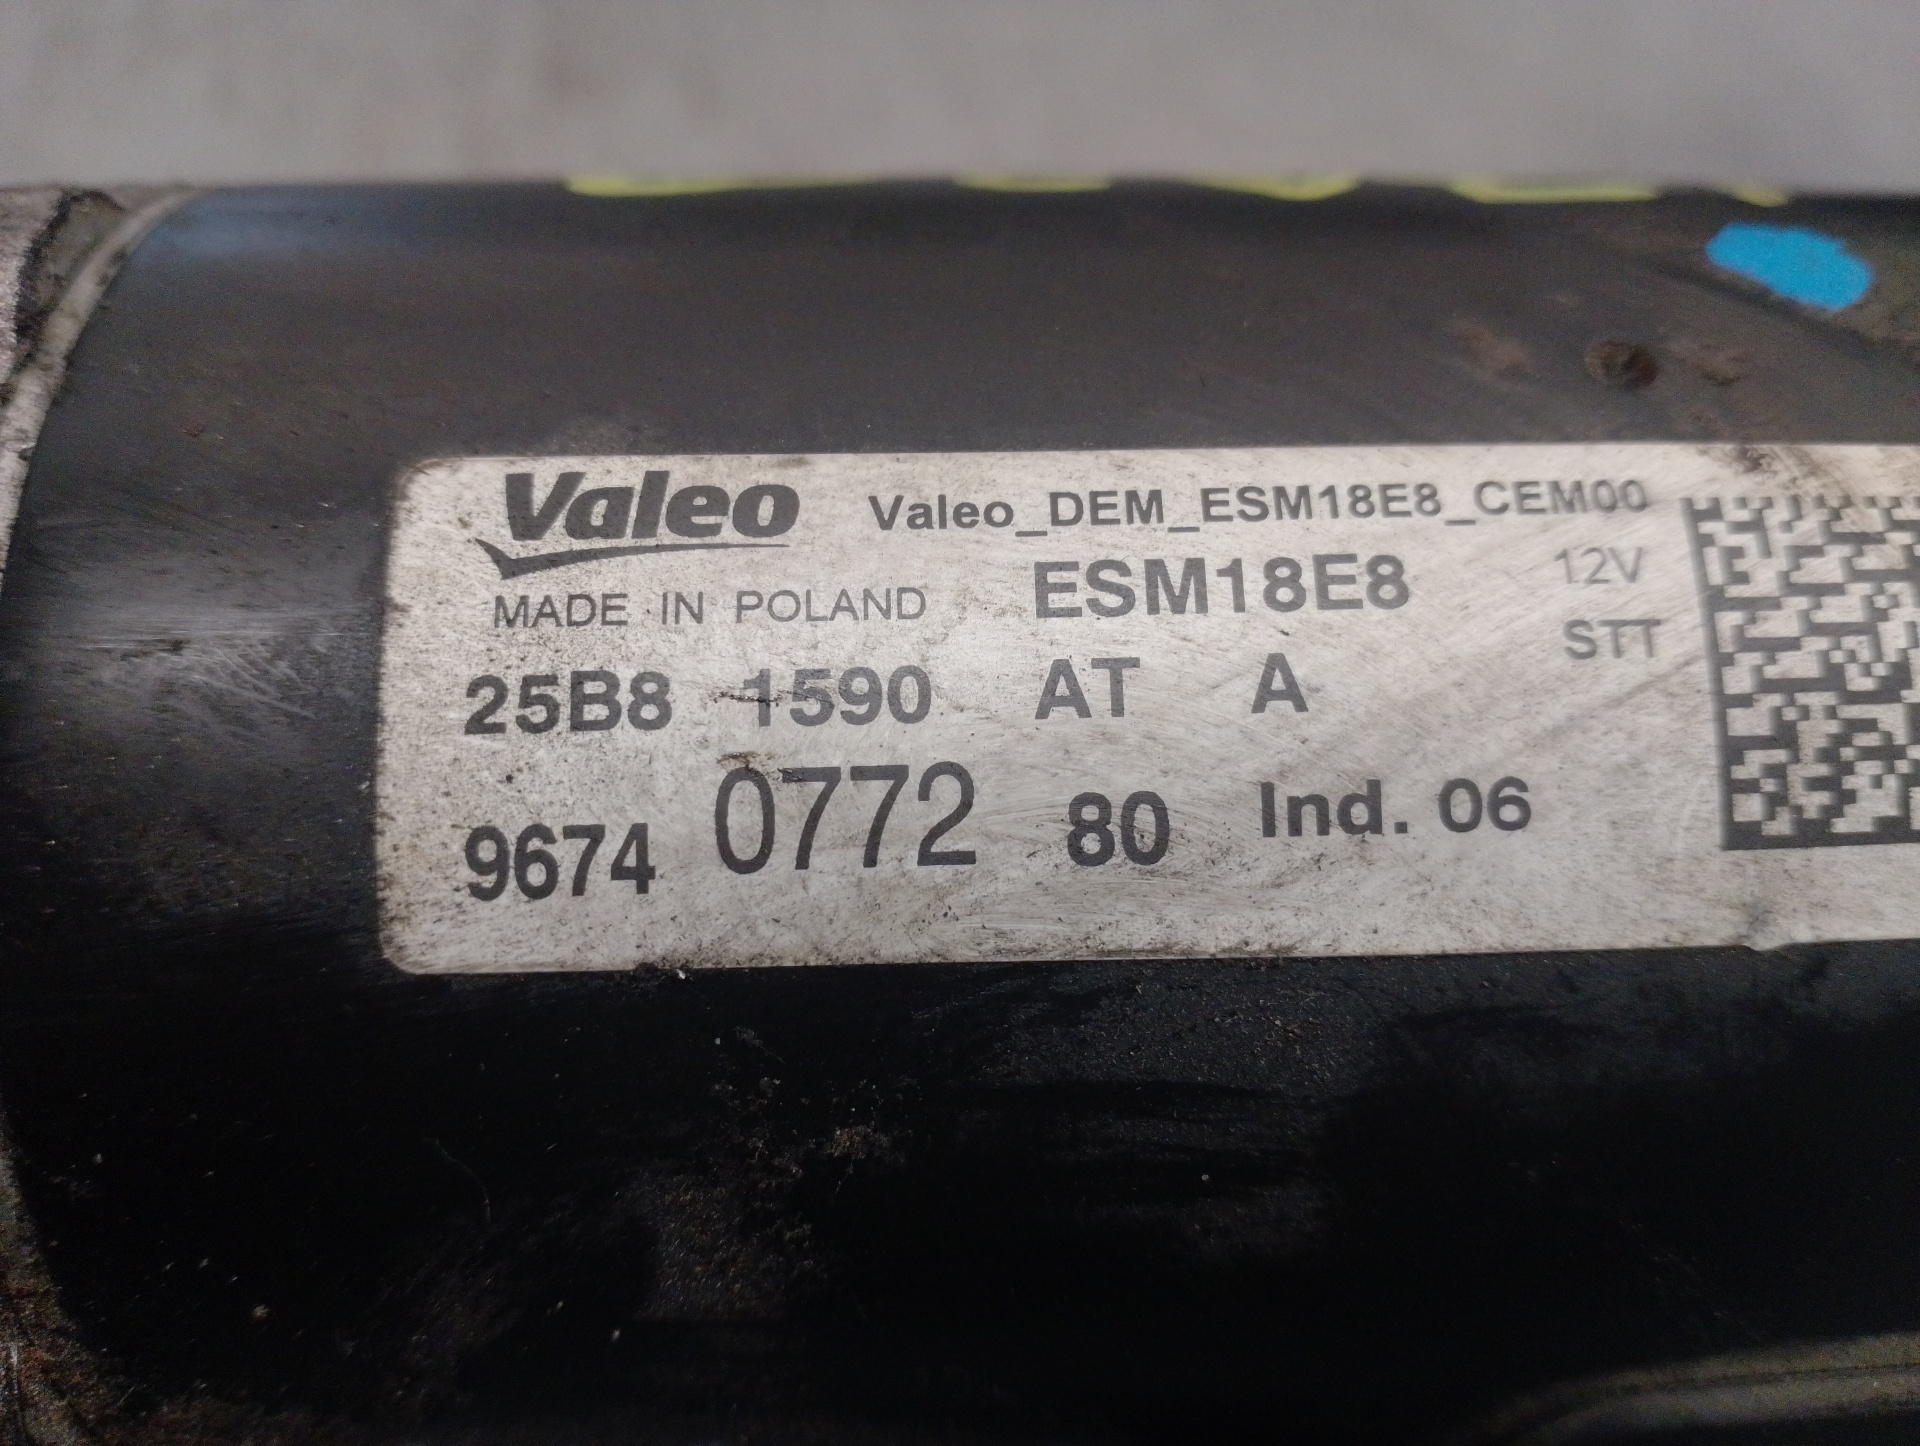 Valeo Valeo_DEM_ESM18E8_CEM00
MADE IN POLAND ESM18E8 12V
STT
25B8 1590 AT A
9674 0772 80 Ind. 06